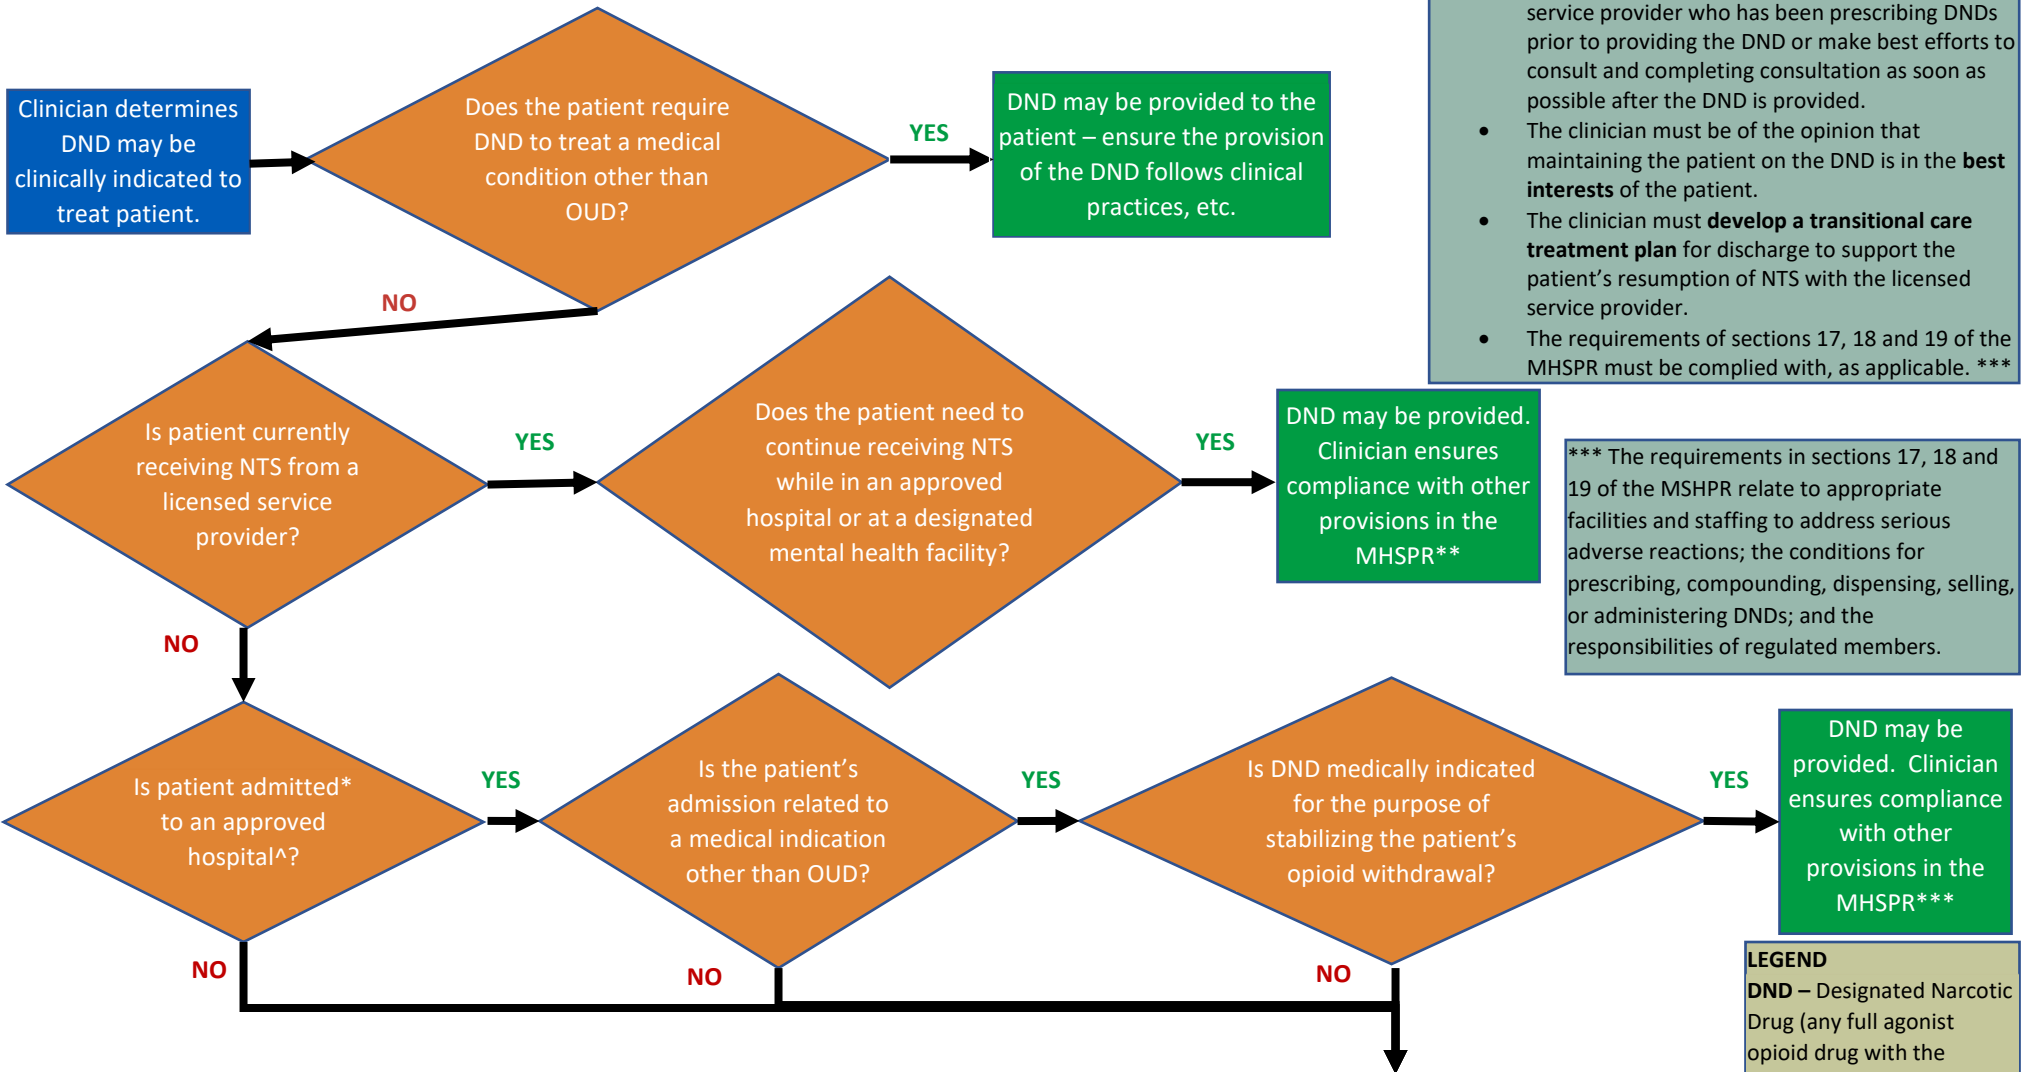 service provider who has been prescribing DNDs
prior to providing the DND or make best efforts to
consult and completing consultation as soon as
possible after the DND is provided.
• The clinician must be of the opinion that
maintaining the patient on the DND is in the best
interests of the patient.
• The clinician must develop a transitional care
treatment plan for discharge to support the
patient’s resumption of NTS with the licensed
service provider.
• The requirements of sections 17, 18 and 19 of the
MHSPR must be complied with, as applicable. ***
Clinician determines
DND may be
clinically indicated to
treat patient.
Does the patient require
DND to treat a medical
condition other than
OUD?
YES
DND may be provided to the
patient – ensure the provision
of the DND follows clinical
practices, etc.
NO
Is patient currently
receiving NTS from a
licensed service
provider?
YES
Does the patient need to
continue receiving NTS
while in an approved
hospital or at a designated
mental health facility?
YES
DND may be provided.
Clinician ensures
compliance with other
provisions in the
MHSPR**
*** The requirements in sections 17, 18 and
19 of the MSHPR relate to appropriate
facilities and staffing to address serious
adverse reactions; the conditions for
prescribing, compounding, dispensing, selling,
or administering DNDs; and the
responsibilities of regulated members.
NO
Is patient admitted*
to an approved
hospital^?
YES
Is the patient’s
admission related to
a medical indication
other than OUD?
YES
Is DND medically indicated
for the purpose of
stabilizing the patient’s
opioid withdrawal?
YES
DND may be
provided. Clinician
ensures compliance
with other
provisions in the
MHSPR***
NO
NO
NO
LEGEND
DND – Designated Narcotic
Drug (any full agonist
opioid drug with the